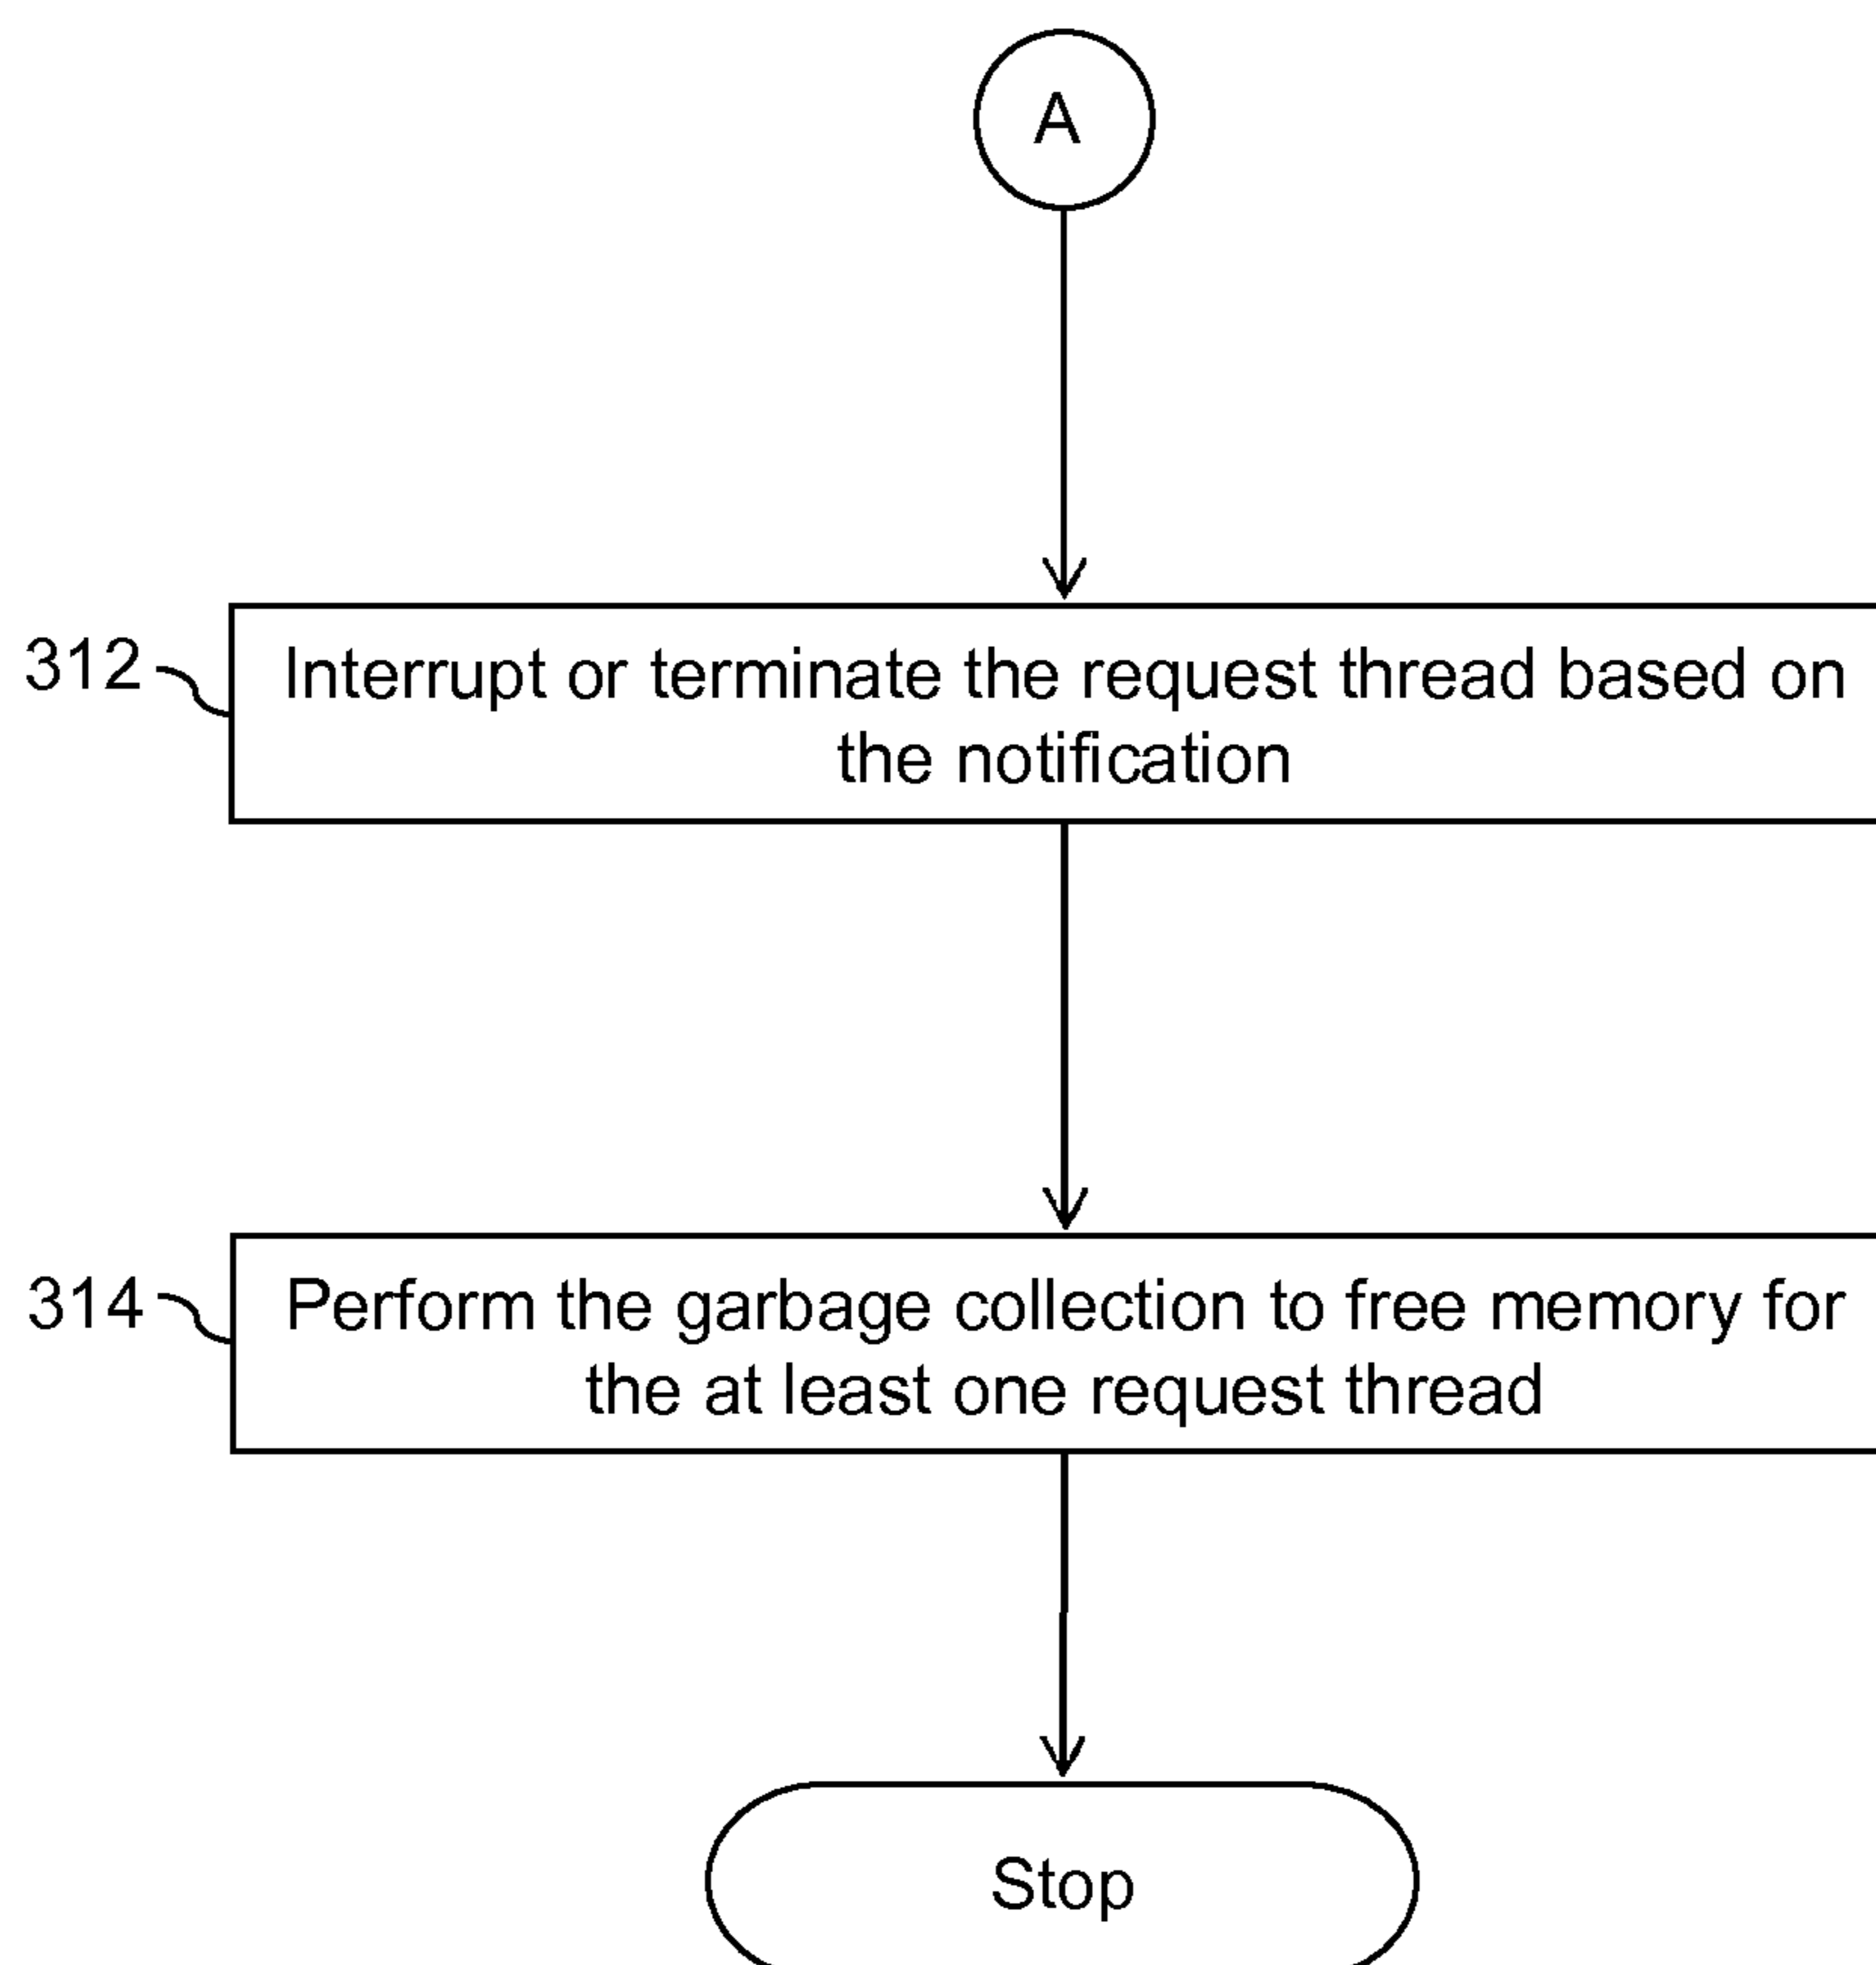 A
312
Interrupt or terminate the request thread based on
the notification
314
Perform the garbage collection to free memory for
the at least one request thread
Stop